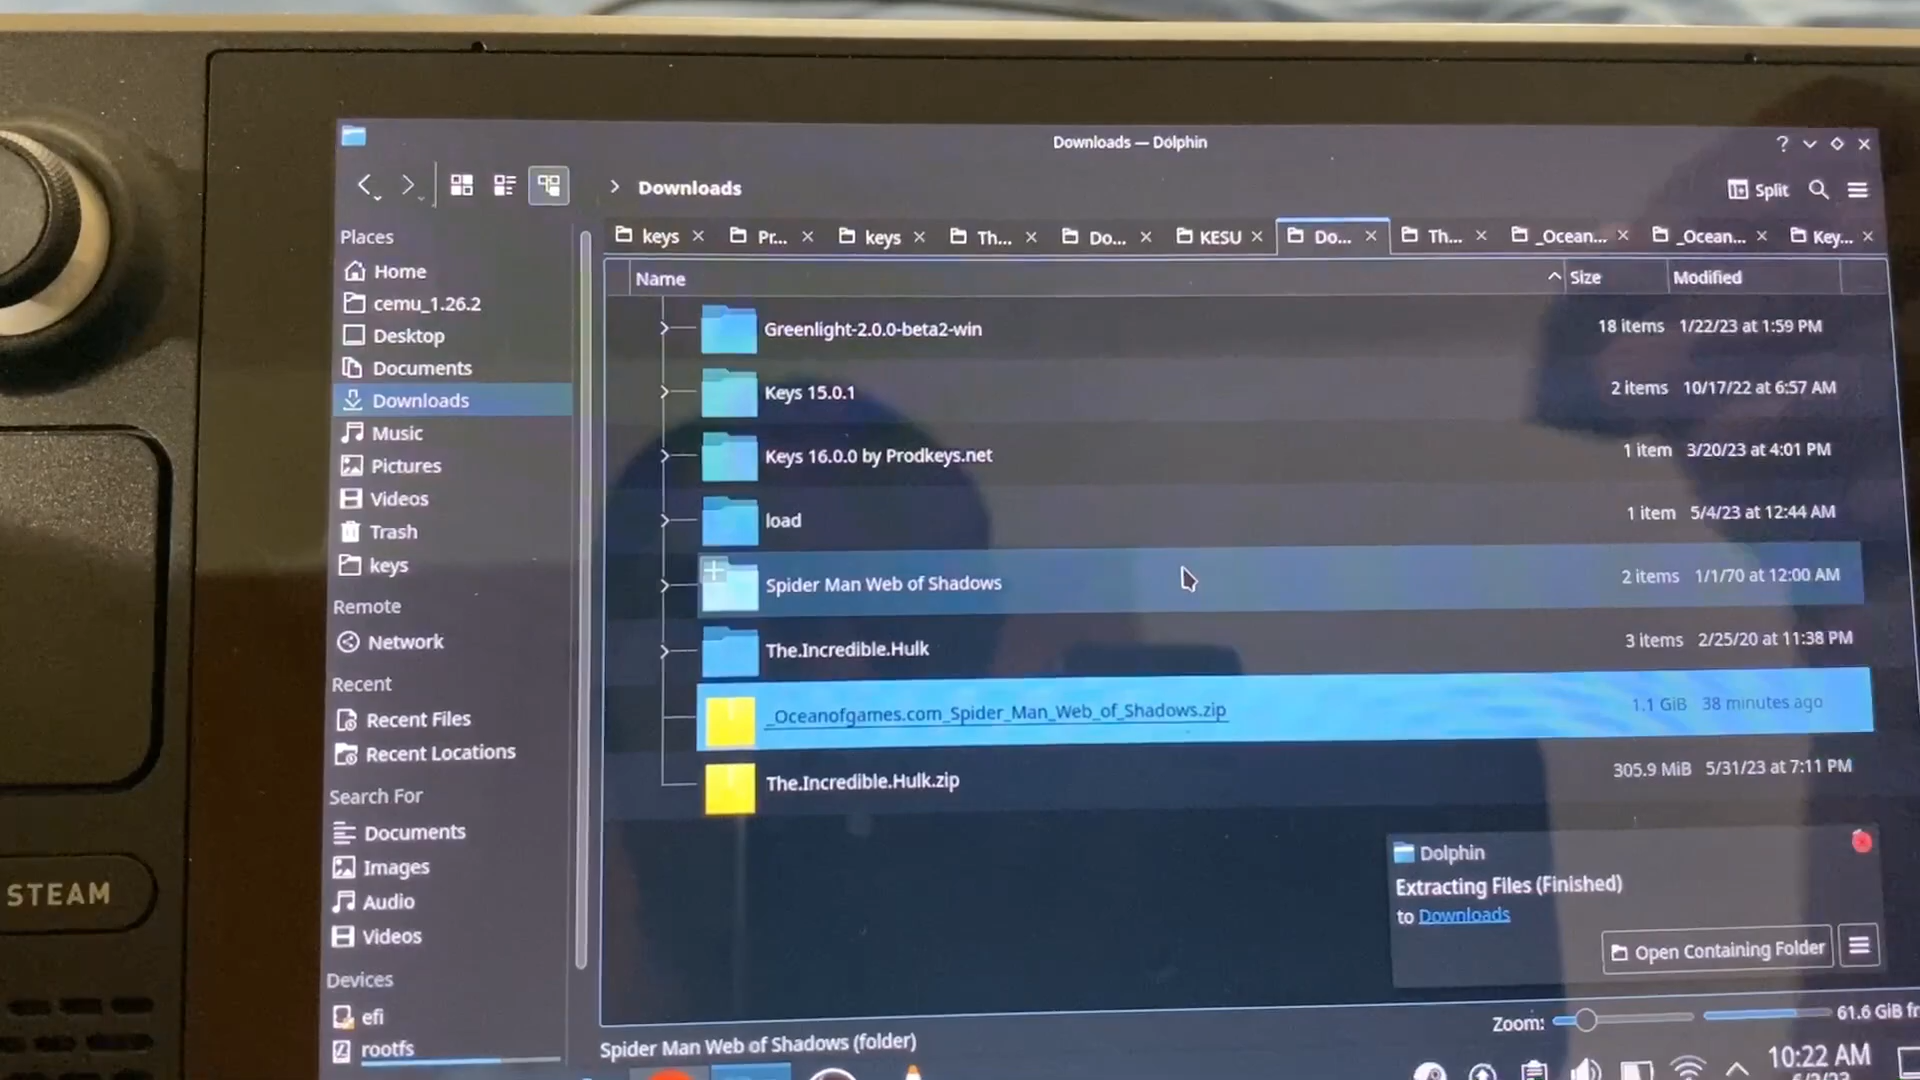 Downloads — Dolphin
Downloads
Split
keys
Pr...
keys
Th...
Do...
KESU
Do...
Th...
_Ocean...
_Ocean...
Key...
Places
Home
cemu_1.26.2
Desktop
Documents
Downloads
Music
Pictures
Videos
Trash
keys
Remote
Network
Recent
Recent Files
Recent Locations
Search For
Documents
Images
Audio
Videos
Devices
efi
rootfs
Name Size Modified
Greenlight-2.0.0-beta2-win 18 items 1/22/23 at 1:59 PM
Keys 15.0.1 2 items 10/17/22 at 6:57 AM
Keys 16.0.0 by Prodkeys.net 1 item 3/20/23 at 4:01 PM
load 1 item 5/4/23 at 12:44 AM
Spider Man Web of Shadows 2 items 1/1/70 at 12:00 AM
The.Incredible.Hulk 3 items 2/25/20 at 11:38 PM
_Oceanofgames.com_Spider_Man_Web_of_Shadows.zip 1.1 GiB 38 minutes ago
The.Incredible.Hulk.zip 305.9 MiB 5/31/23 at 7:11 PM
Dolphin
Extracting Files (Finished)
to Downloads
Open Containing Folder
Spider Man Web of Shadows (folder)
Zoom:
61.6 GiB fr
10:22 AM
STEAM